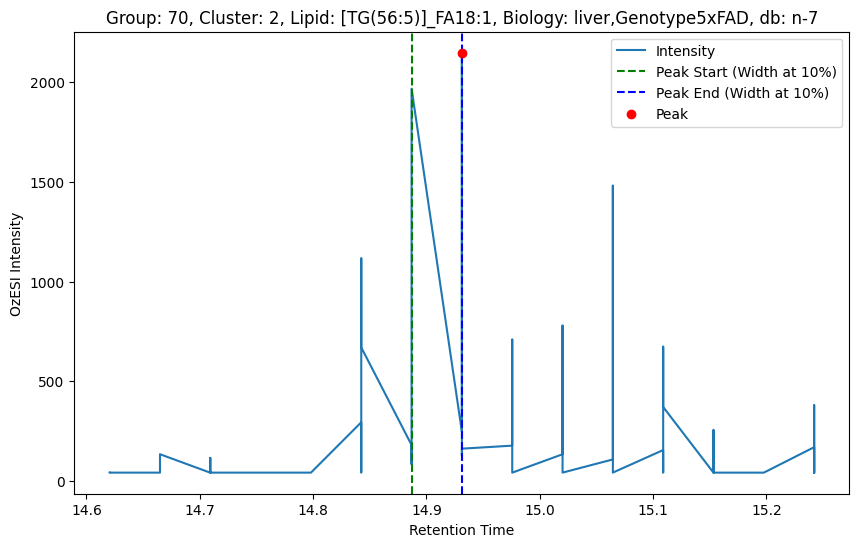 Group: 70, Cluster: 2, Lipid: [TG(56:5)]_FA18:1, Biology: liver,Genotype5xFAD, db: n-7
Intensity
Peak Start (Width at 10%)
Peak End (Width at 10%)
Peak
OzESI Intensity
2000
1500
1000
500
0
14.6 14.7 14.8 14.9 15.0 15.1 15.2
Retention Time